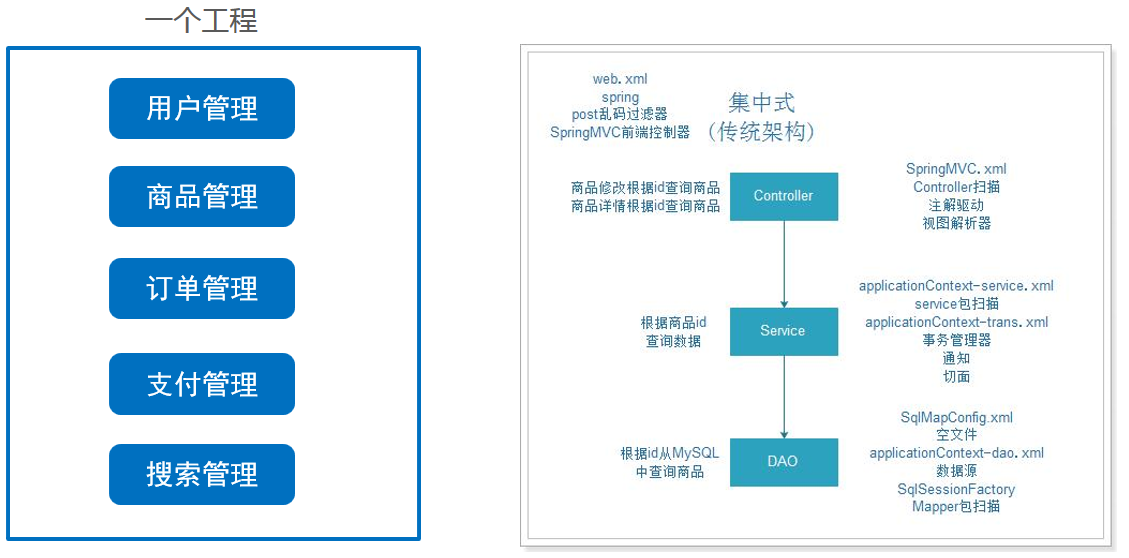 一个工程
用户管理
商品管理
订单管理
支付管理
搜索管理
web.xml
spring
post乱码过滤器
SpringMVC前端控制器
集中式
(传统架构)
商品修改根据id查询商品
商品详情根据id查询商品
Controller
SpringMVC.xml
Controller扫描
注解驱动
视图解析器
根据商品id
查询数据
Service
applicationContext-service.xml
service包扫描
applicationContext-trans.xml
事务管理器
通知
切面
根据id从MySQL
中查询商品
DAO
SqlMapConfig.xml
空文件
applicationContext-dao.xml
数据源
SqlSessionFactory
Mapper包扫描